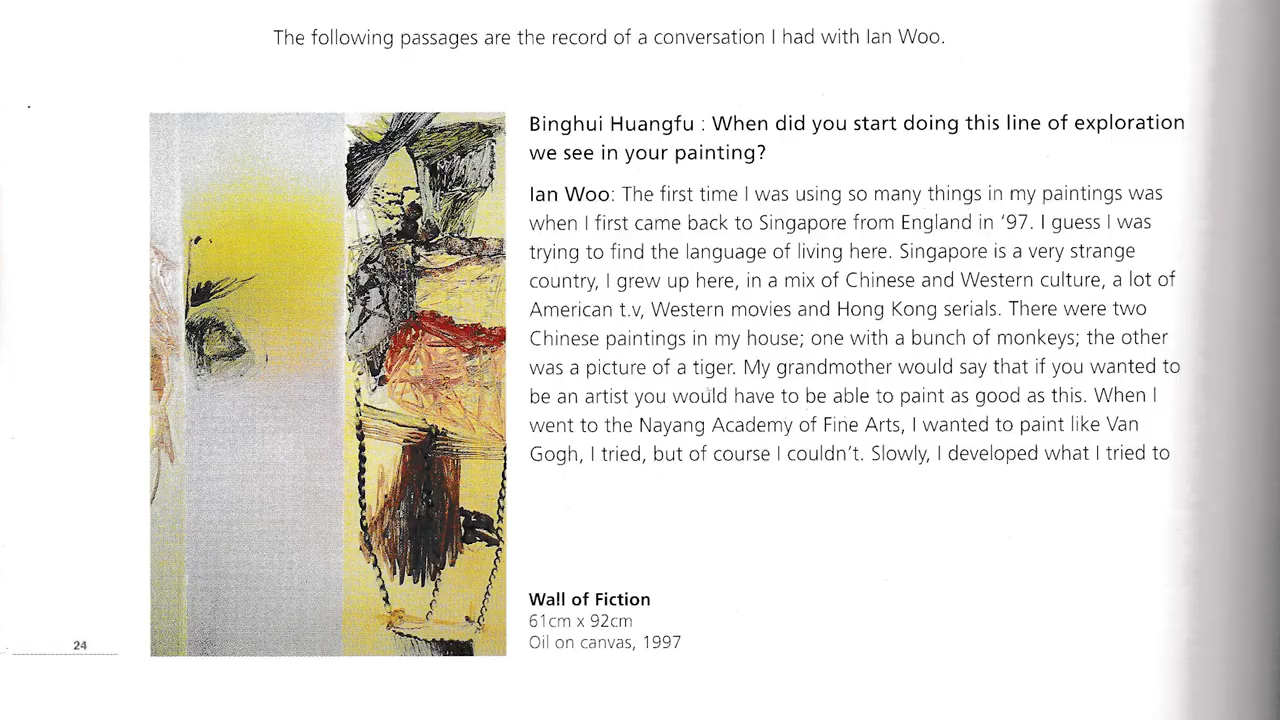 The following passages are the record of a conversation I had with Ian Woo.
Binghui Huangfu : When did you start doing this line of exploration
we see in your painting?
Ian Woo: The first time I was using so many things in my paintings was
when I first came back to Singapore from England in ‘97. I guess I was
trying to find the language of living here. Singapore is a very strange
country, I grew up here, in a mix of Chinese and Western culture, a lot of
American t.v, Western movies and Hong Kong serials. There were two
Chinese paintings in my house; one with a bunch of monkeys; the other
was a picture of a tiger. My grandmother would say that if you wanted to
be an artist you would have to be able to paint as good as this. When I
went to the Nayang Academy of Fine Arts, I wanted to paint like Van
Gogh, I tried, but of course I couldn’t. Slowly, I developed what I tried to
Wall of Fiction
61cm x 92cm
Oil on canvas, 1997
24